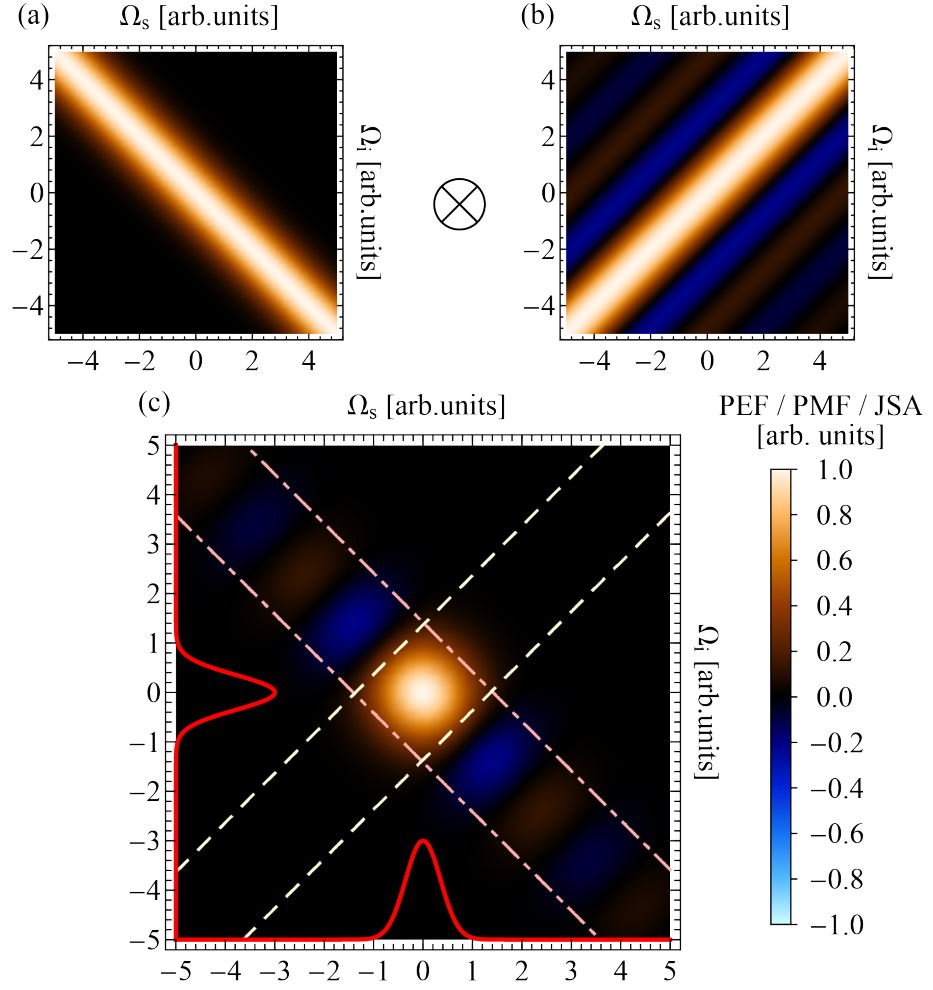 (a)
Ωs [arb.units]
4
2
0
−2
−4
−4 −2 0 2 4
Ωi [arb.units]
(b)
Ωs [arb.units]
4
2
0
−2
−4
−4 −2 0 2 4
Ωi [arb.units]
(c)
Ωs [arb.units]
5
4
3
2
1
0
−1
−2
−3
−4
−5
−5 −4 −3 −2 −1 0 1 2 3 4 5
Ωi [arb.units]
PEF / PMF / JSA
[arb. units]
1.0
0.8
0.6
0.4
0.2
0.0
−0.2
−0.4
−0.6
−0.8
−1.0